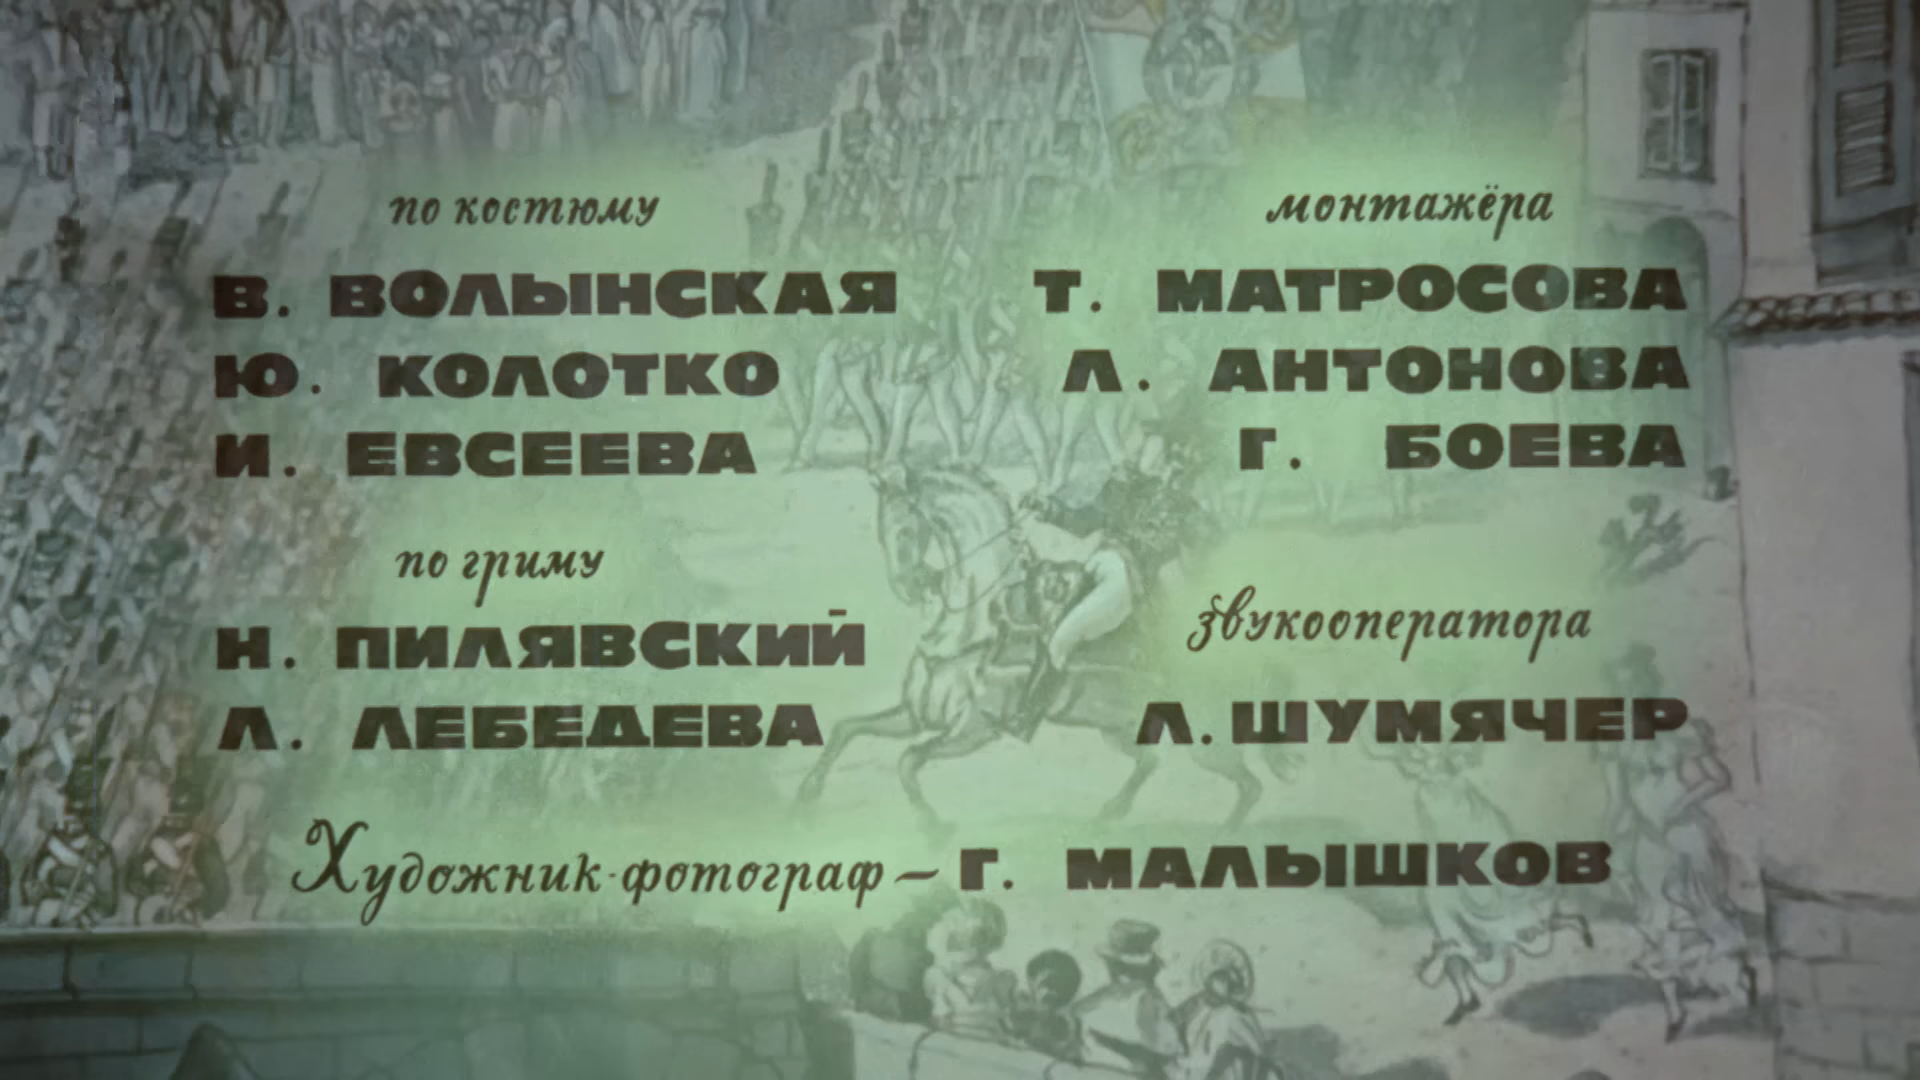 по костюму
В. ВОЛЫНСКАЯ
Ю. КОЛОТКО
И. ЕВСЕЕВА
по гриму
Н. ПИЛЯВСКИЙ
Л. ЛЕБЕДЕВА
монтажёра
Т. МАТРОСОВА
Л. АНТОНОВА
Г. БОЕВА
звукооператора
Л. ШУМЯЧЕР
Художник-фотограф – Г. МАЛЫШКОВ